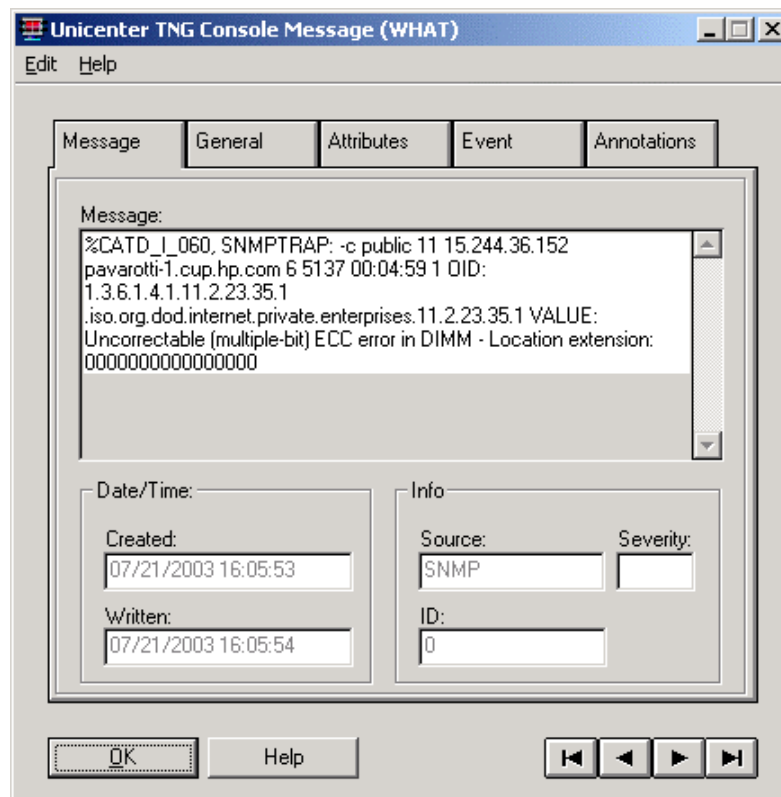 Unicenter TNG Console Message (WHAT)
Edit Help
Message General Attributes Event Annotations
Message:
%CATD_I_060, SNMPTRAP: -c public 11 15.244.36.152
pavarotti-1.cup.hp.com 6 5137 00:04:59 1 OID:
1.3.6.1.4.1.11.2.23.35.1
.iso.org.dod.internet.private.enterprises.11.2.23.35.1 VALUE:
Uncorrectable (multiple-bit) ECC error in DIMM - Location extension:
0000000000000000
Date/Time:
Created:
07/21/2003 16:05:53
Written:
07/21/2003 16:05:54
Info
Source: Severity:
SNMP
ID:
0
OK Help